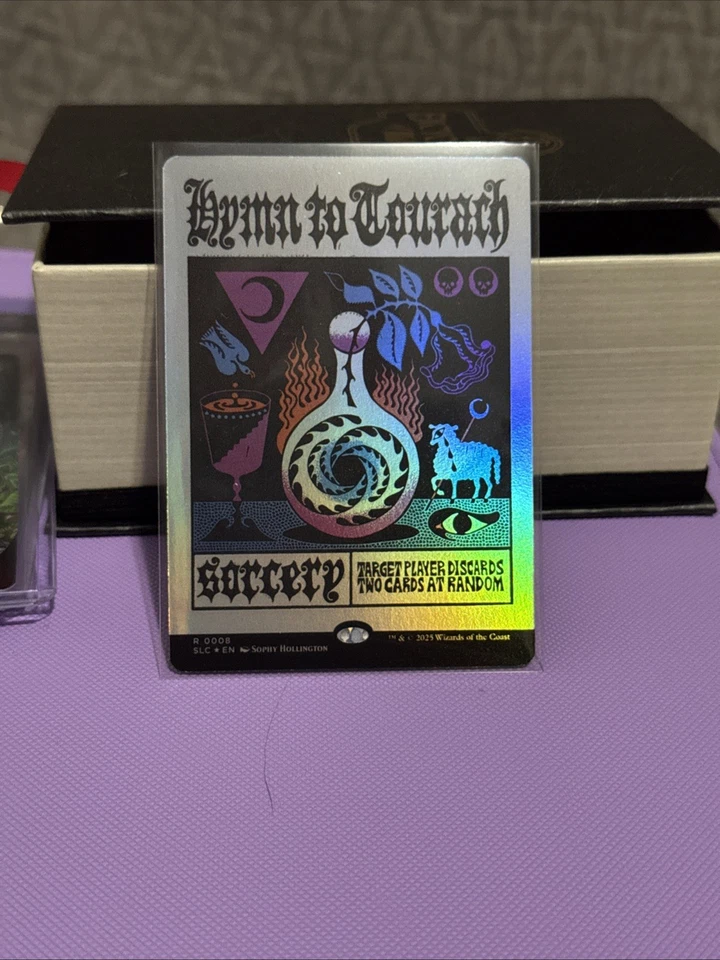 Hymn to Tourach
sorcery
TARGET PLAYER DISCARDS
TWO CARDS AT RANDOM
R 0008
SLC ★ EN Sophy Hollington
™ & © 2025 Wizards of the Coast